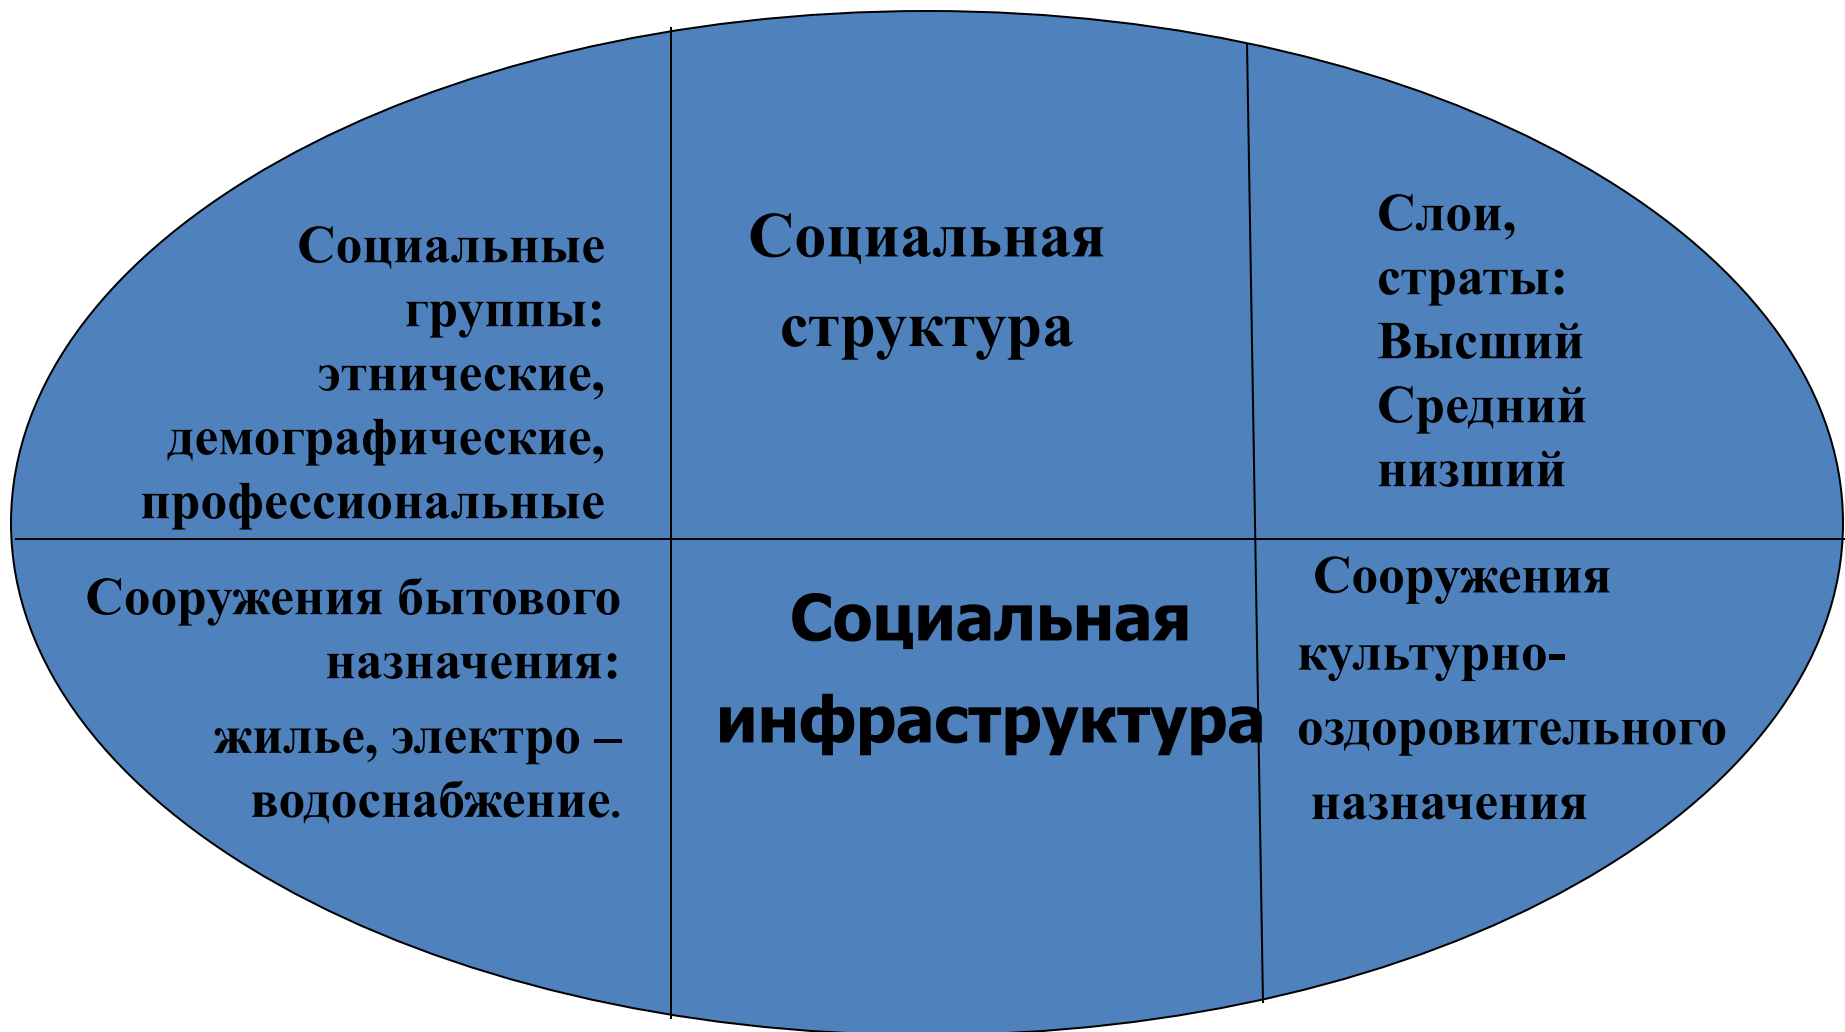 Социальные
группы:
этнические,
демографические,
профессиональные
Социальная
структура
Слои,
страты:
Высший
Средний
низший
Сооружения бытового
назначения:
жилье, электро –
водоснабжение.
Социальная
инфраструктура
Сооружения
культурно-
оздоровительного
назначения